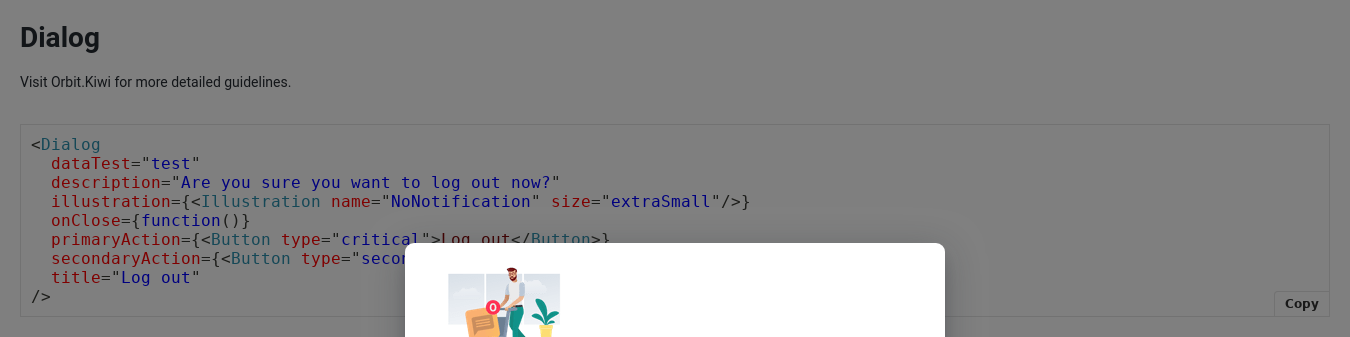 Dialog
Visit Orbit.Kiwi for more detailed guidelines.
<Dialog
dataTest="test"
description="Are you sure you want to log out now?"
illustration={<Illustration name="NoNotification" size="extraSmall"/>}
onClose={function()}
primaryAction={<Button type="critical">Log out</Button>}
secondaryAction={<Button type="secon
title="Log out"
/>
Copy
0